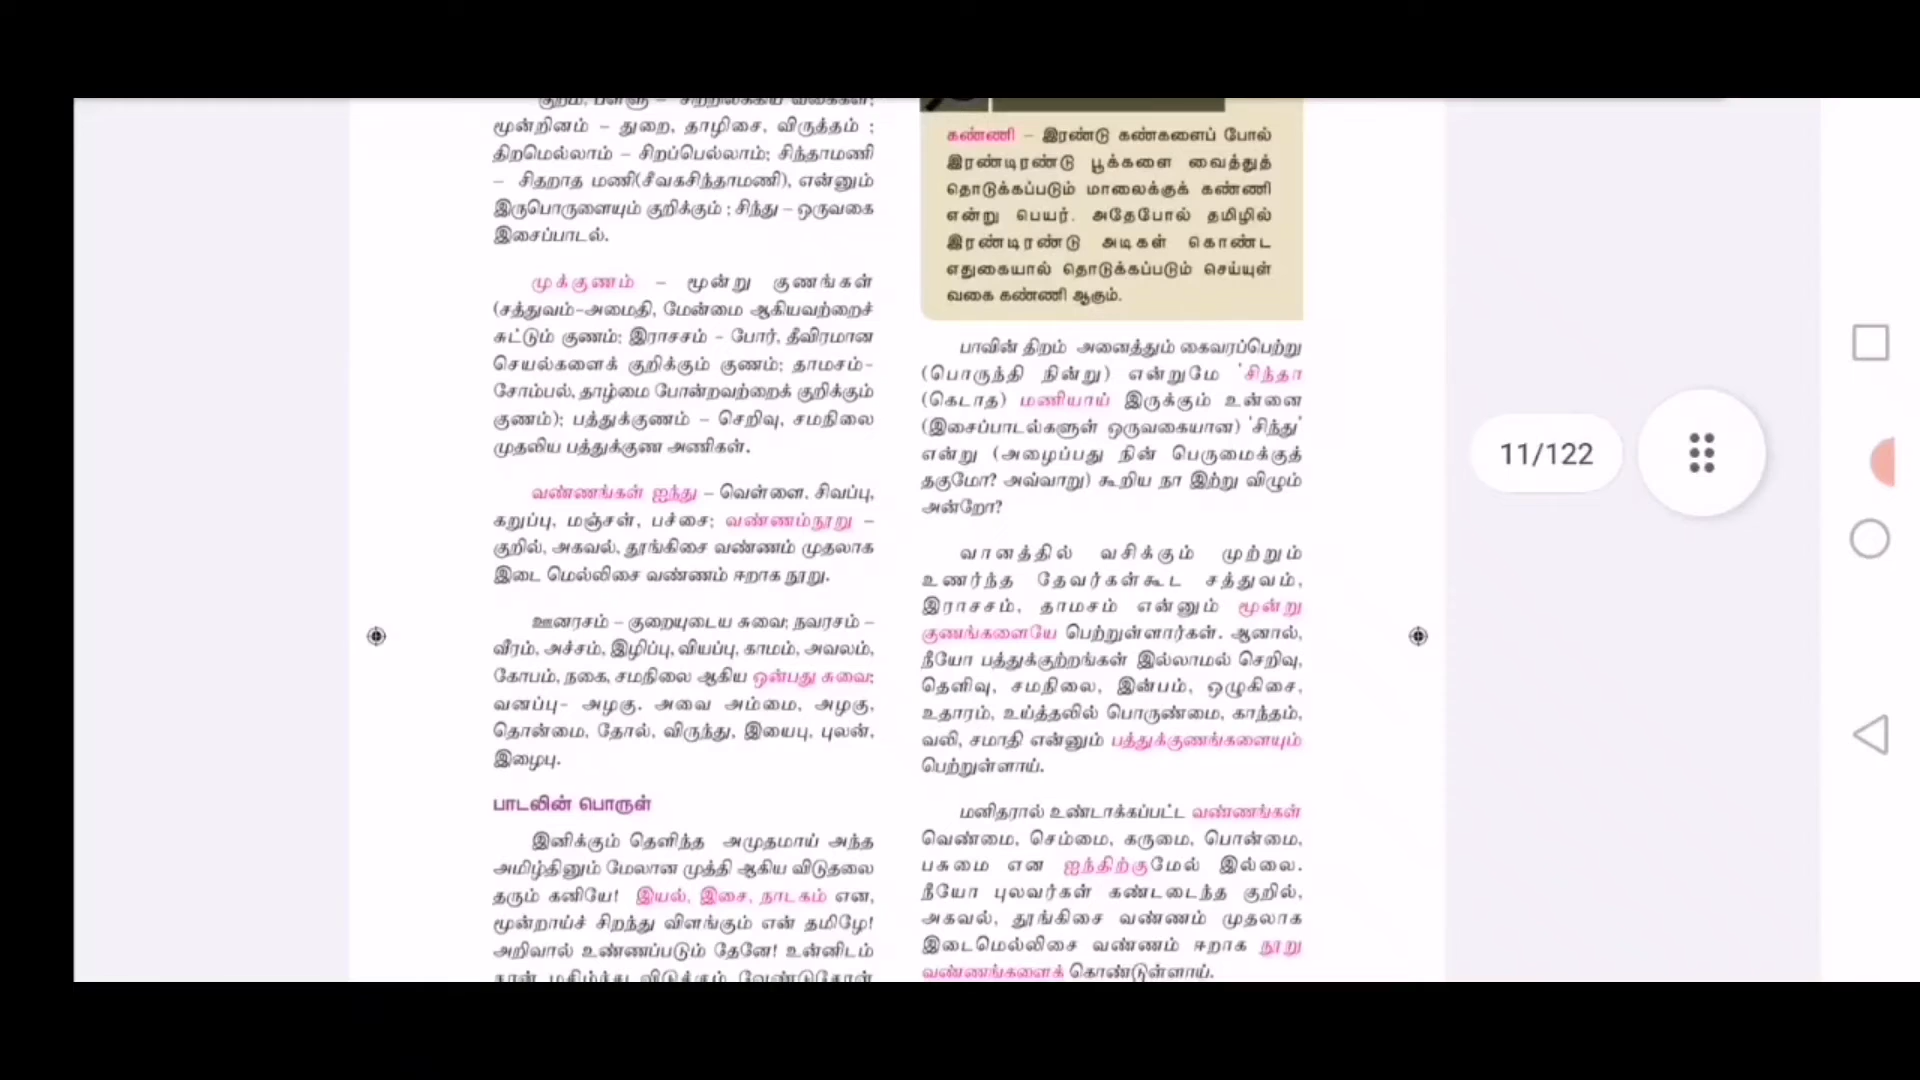 குறம், பள்ளு – சிற்றிலக்கிய வகைகள்;
மூன்றினம் – துறை, தாழிசை, விருத்தம் ;
திறமெல்லாம் – சிறப்பெல்லாம்; சிந்தாமணி
– சிதறாத மணி(சீவகசிந்தாமணி), என்னும்
இருபொருளையும் குறிக்கும் ; சிந்து – ஒருவகை
இசைப்பாடல்.
முக்குணம் – மூன்று குணங்கள்
(சத்துவம்-அமைதி, மேன்மை ஆகியவற்றைச்
சுட்டும் குணம்; இராசசம் – போர், தீவிரமான
செயல்களைக் குறிக்கும் குணம்; தாமசம்-
சோம்பல், தாழ்மை போன்றவற்றைக் குறிக்கும்
குணம்); பத்துக்குணம் – செறிவு, சமநிலை
முதலிய பத்துக்குண அணிகள்.
வண்ணங்கள் ஐந்து – வெள்ளை, சிவப்பு,
கறுப்பு, மஞ்சள், பச்சை; வண்ணம்நூறு –
குறில், அகவல், தூங்கிசை வண்ணம் முதலாக
இடை மெல்லிசை வண்ணம் ஈறாக நூறு.
ஊனரசம் – குறையுடைய சுவை; நவரசம் –
வீரம், அச்சம், இழிப்பு, வியப்பு, காமம், அவலம்,
கோபம், நகை, சமநிலை ஆகிய ஒன்பது சுவை;
வனப்பு- அழகு. அவை அம்மை, அழகு,
தொன்மை, தோல், விருந்து, இயைபு, புலன்,
இழைபு.
பாடலின் பொருள்
இனிக்கும் தெளிந்த அமுதமாய் அந்த
அமிழ்தினும் மேலான முத்தி ஆகிய விடுதலை
தரும் கனியே! இயல், இசை, நாடகம் என,
மூன்றாய்ச் சிறந்து விளங்கும் என் தமிழே!
அறிவால் உண்ணப்படும் தேனே! உன்னிடம்
நான் மகிழ்ந்து விடுக்கும் வேண்டுகோள்
கண்ணி – இரண்டு கண்களைப் போல்
இரண்டிரண்டு பூக்களை வைத்துத்
தொடுக்கப்படும் மாலைக்குக் கண்ணி
என்று பெயர். அதேபோல் தமிழில்
இரண்டிரண்டு அடிகள் கொண்ட
எதுகையால் தொடுக்கப்படும் செய்யுள்
வகை கண்ணி ஆகும்.
பாவின் திறம் அனைத்தும் கைவரப்பெற்று
(பொருந்தி நின்று) என்றுமே 'சிந்தா
(கெடாத) மணியாய் இருக்கும் உன்னை
(இசைப்பாடல்களுள் ஒருவகையான) 'சிந்து'
என்று (அழைப்பது நின் பெருமைக்குத்
தகுமோ? அவ்வாறு) கூறிய நா இற்று விழும்
அன்றோ?
வானத்தில் வசிக்கும் முற்றும்
உணர்ந்த தேவர்கள்கூட சத்துவம்,
இராசசம், தாமசம் என்னும் மூன்று
குணங்களையே பெற்றுள்ளார்கள். ஆனால்,
நீயோ பத்துக்குற்றங்கள் இல்லாமல் செறிவு,
தெளிவு, சமநிலை, இன்பம், ஒழுகிசை,
உதாரம், உய்த்தலில் பொருண்மை, காந்தம்,
வலி, சமாதி என்னும் பத்துக்குணங்களையும்
பெற்றுள்ளாய்.
மனிதரால் உண்டாக்கப்பட்ட வண்ணங்கள்
வெண்மை, செம்மை, கருமை, பொன்மை,
பசுமை என ஐந்திற்குமேல் இல்லை.
நீயோ புலவர்கள் கண்டடைந்த குறில்,
அகவல், தூங்கிசை வண்ணம் முதலாக
இடைமெல்லிசை வண்ணம் ஈறாக நூறு
வண்ணங்களைக் கொண்டுள்ளாய்.
11/122